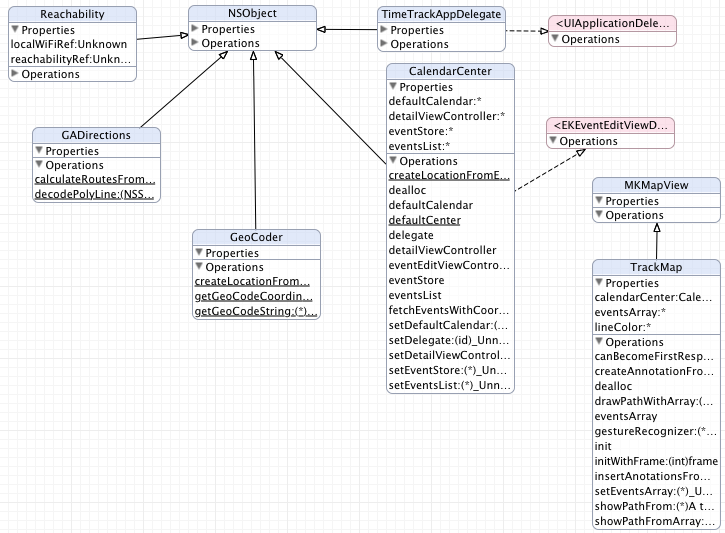 Reachability
Properties
localWiFiRef:Unknown
reachabilityRef:Unkn...
Operations
NSObject
Properties
Operations
TimeTrackAppDelegate
Properties
Operations
<UIApplicationDele...
Operations
CalendarCenter
Properties
defaultCalendar:*
detailViewController:*
eventStore:*
eventsList:*
Operations
createLocationFromE...
dealloc
defaultCalendar
defaultCenter
delegate
detailViewController
eventEditViewContro...
eventStore
eventsList
fetchEventsWithCoor...
setDefaultCalendar:(...
setDelegate:(id)_Unn...
setDetailViewControl...
setEventStore:(*)_Un...
setEventsList:(*)_Unn...
<EKEventEditViewD...
Operations
GADirections
Properties
Operations
calculateRoutesFrom...
decodePolyLine:(NSS...
GeoCoder
Properties
Operations
createLocationFrom...
getGeoCodeCoordin...
getGeoCodeString:(*)...
MKMapView
Properties
Operations
TrackMap
Properties
calendarCenter:Cale...
eventsArray:*
lineColor:*
Operations
canBecomeFirstResp...
createAnnotationFro...
dealloc
drawPathWithArray:(...
eventsArray
gestureRecognizer:(*...
init
initWithFrame:(int)frame
insertAnotationsFro...
setEventsArray:(*)_U...
showPathFrom:(*)A t...
showPathFromArray:...